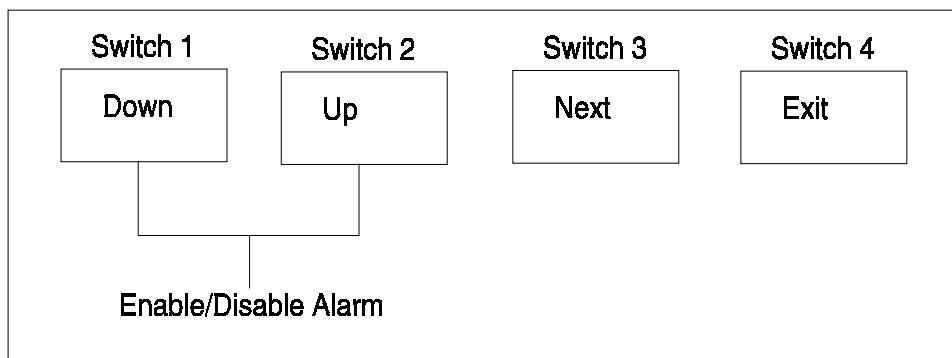 Switch 1
Switch 2
Switch 3
Switch 4
Down
Up
Next
Exit
Enable/Disable Alarm